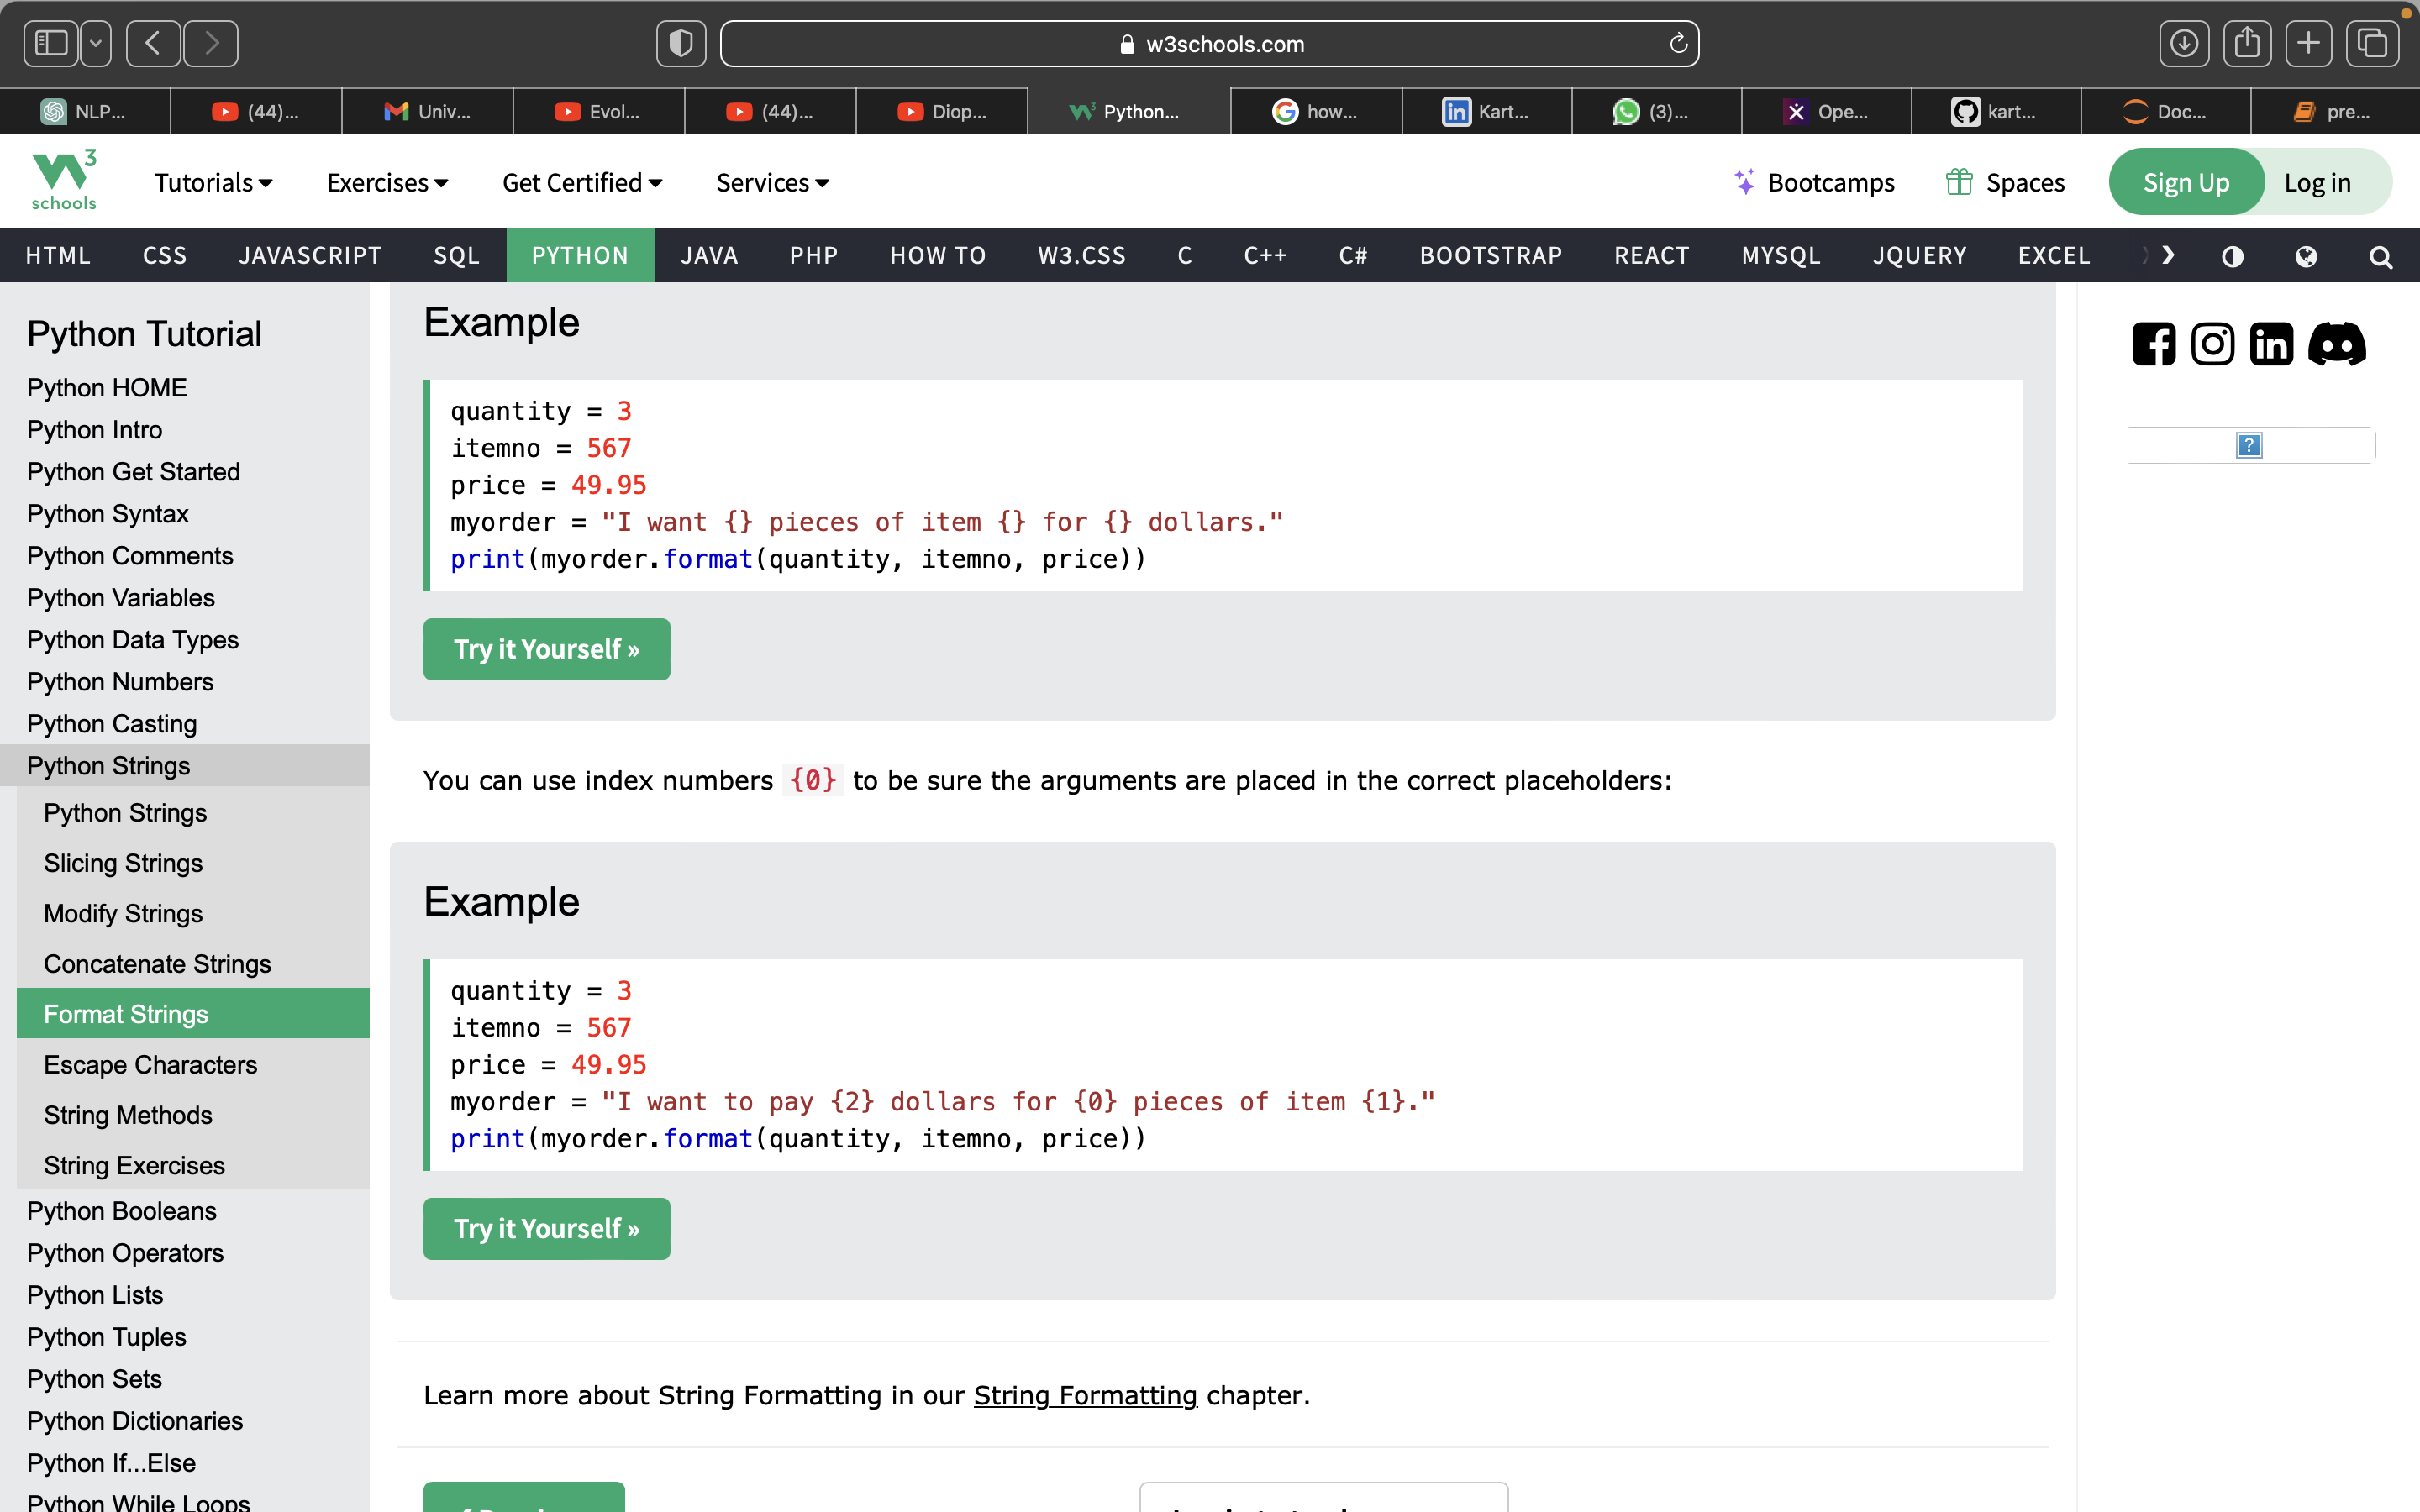 w3schools.com
NLP...
(44)...
Univ...
Evol...
(44)...
Diop...
Python...
how...
Kart...
(3)...
Ope...
kart...
Doc...
pre...
3
schools
Tutorials
Exercises
Get Certified
Services
Bootcamps
Spaces
Sign Up
Log in
HTML
CSS
JAVASCRIPT
SQL
PYTHON
JAVA
PHP
HOW TO
W3.CSS
C
C++
C#
BOOTSTRAP
REACT
MYSQL
JQUERY
EXCEL
Python Tutorial
Python HOME
Python Intro
Python Get Started
Python Syntax
Python Comments
Python Variables
Python Data Types
Python Numbers
Python Casting
Python Strings
Python Strings
Slicing Strings
Modify Strings
Concatenate Strings
Format Strings
Escape Characters
String Methods
String Exercises
Python Booleans
Python Operators
Python Lists
Python Tuples
Python Sets
Python Dictionaries
Python If...Else
Python While Loops
Example
quantity = 3
itemno = 567
price = 49.95
myorder = "I want {} pieces of item {} for {} dollars."
print(myorder.format(quantity, itemno, price))
Try it Yourself »
You can use index numbers {0} to be sure the arguments are placed in the correct placeholders:
Example
quantity = 3
itemno = 567
price = 49.95
myorder = "I want to pay {2} dollars for {0} pieces of item {1}."
print(myorder.format(quantity, itemno, price))
Try it Yourself »
Learn more about String Formatting in our String Formatting chapter.